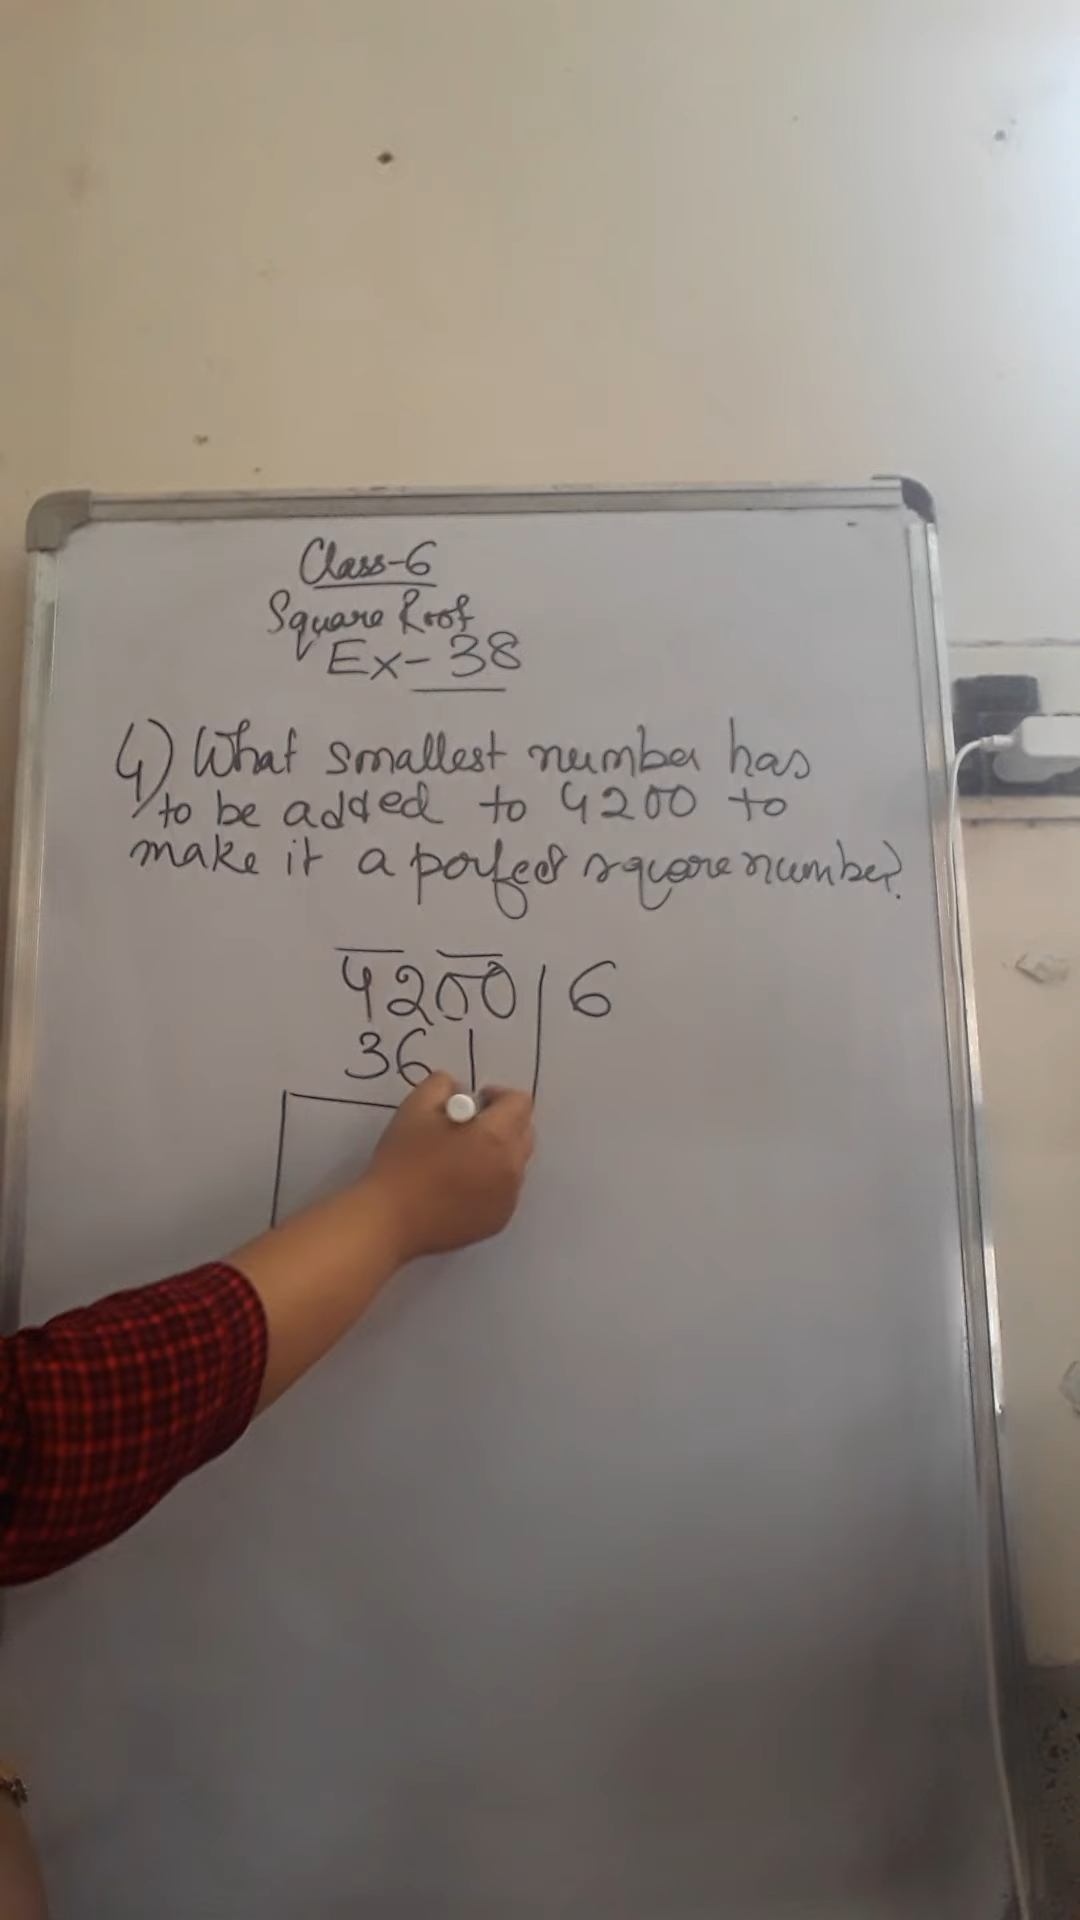 Class-6
Square Root
Ex-38
4) What smallest number has
to be added to 4200 to
make it a perfect square number?
4200 | 6
36